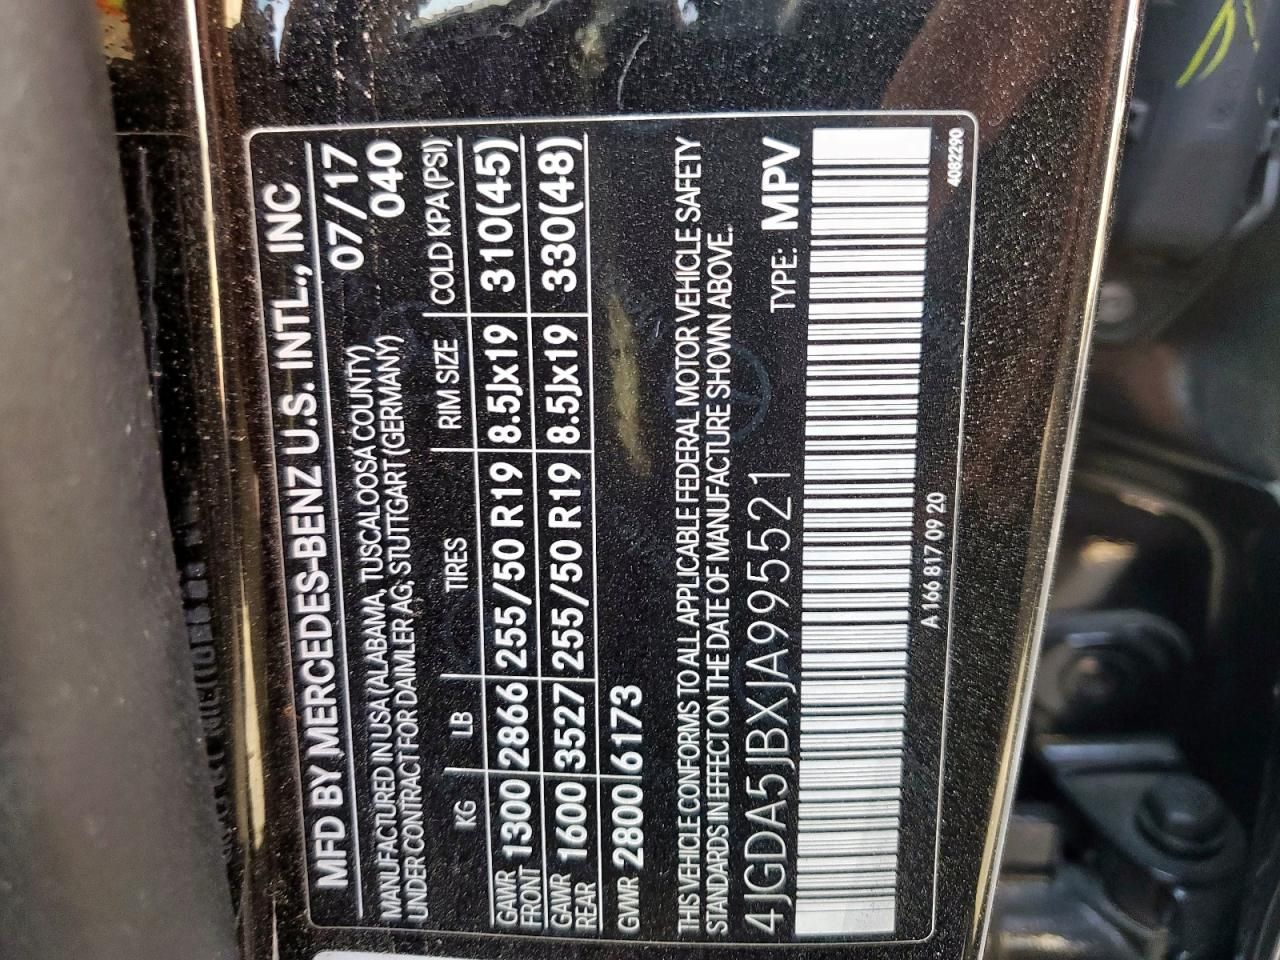 MFD BY MERCEDES-BENZ U.S. INTL., INC
07/17
MANUFACTURED IN USA (ALABAMA, TUSCALOOSA COUNTY)
UNDER CONTRACT FOR DAIMLER AG, STUTTGART (GERMANY)
040
KG LB TIRES RIM SIZE COLD KPA (PSI)
GAWR FRONT 1300 2866 255/50 R19 8.5Jx19 310(45)
GAWR REAR 1600 3527 255/50 R19 8.5Jx19 330(48)
GVWR 2800 6173
THIS VEHICLE CONFORMS TO ALL APPLICABLE FEDERAL MOTOR VEHICLE SAFETY
STANDARDS IN EFFECT ON THE DATE OF MANUFACTURE SHOWN ABOVE.
4JGDA5JBXJA995521 TYPE: MPV
A 166 817 09 20
4082290